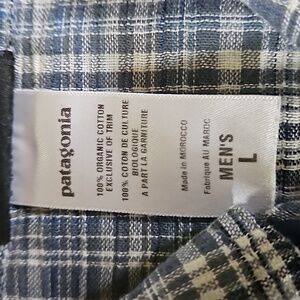 patagonia
100% ORGANIC COTTON
EXCLUSIVE OF TRIM
100% COTON DE CULTURE
BIOLOGIQUE
A PART LA GARNITURE
Made in MOROCCO
Fabriqué AU MAROC
MEN'S
L